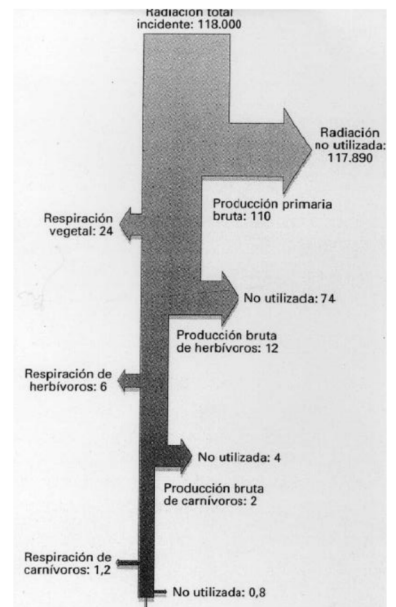 Radiación total
incidente: 118.000
Radiación
no utilizada:
117.890
Producción primaria
bruta: 110
Respiración
vegetal: 24
No utilizada: 74
Producción bruta
de herbívoros: 12
Respiración de
herbívoros: 6
No utilizada: 4
Producción bruta
de carnívoros: 2
Respiración de
carnívoros: 1,2
No utilizada: 0,8